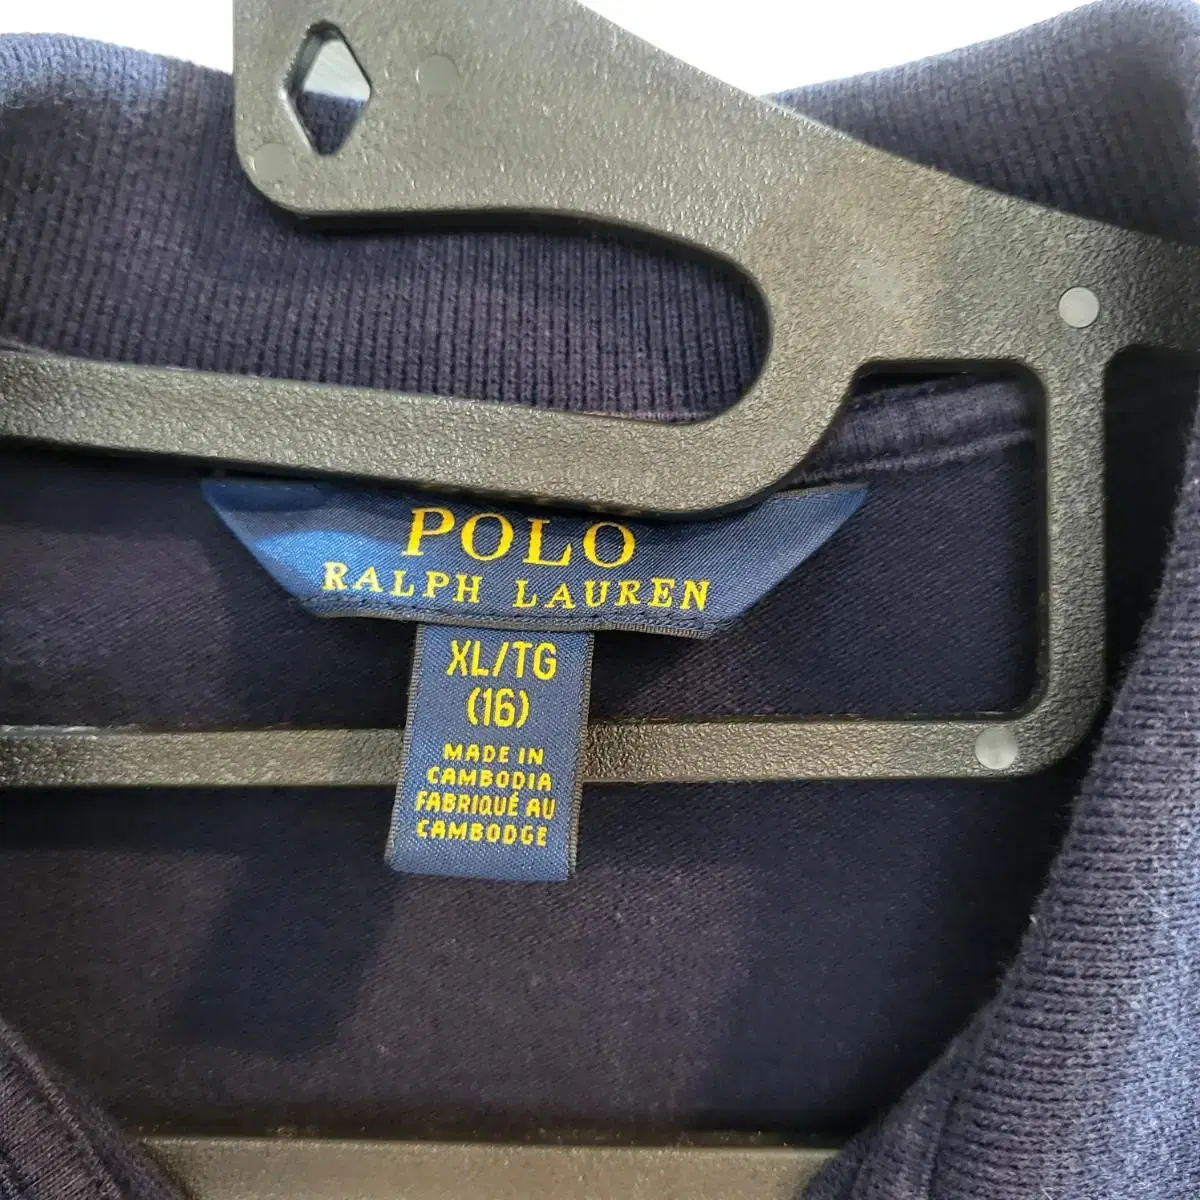 POLO
RALPH LAUREN
XL/TG
(16)
MADE IN
CAMBODIA
FABRIQUÉ AU
CAMBODGE